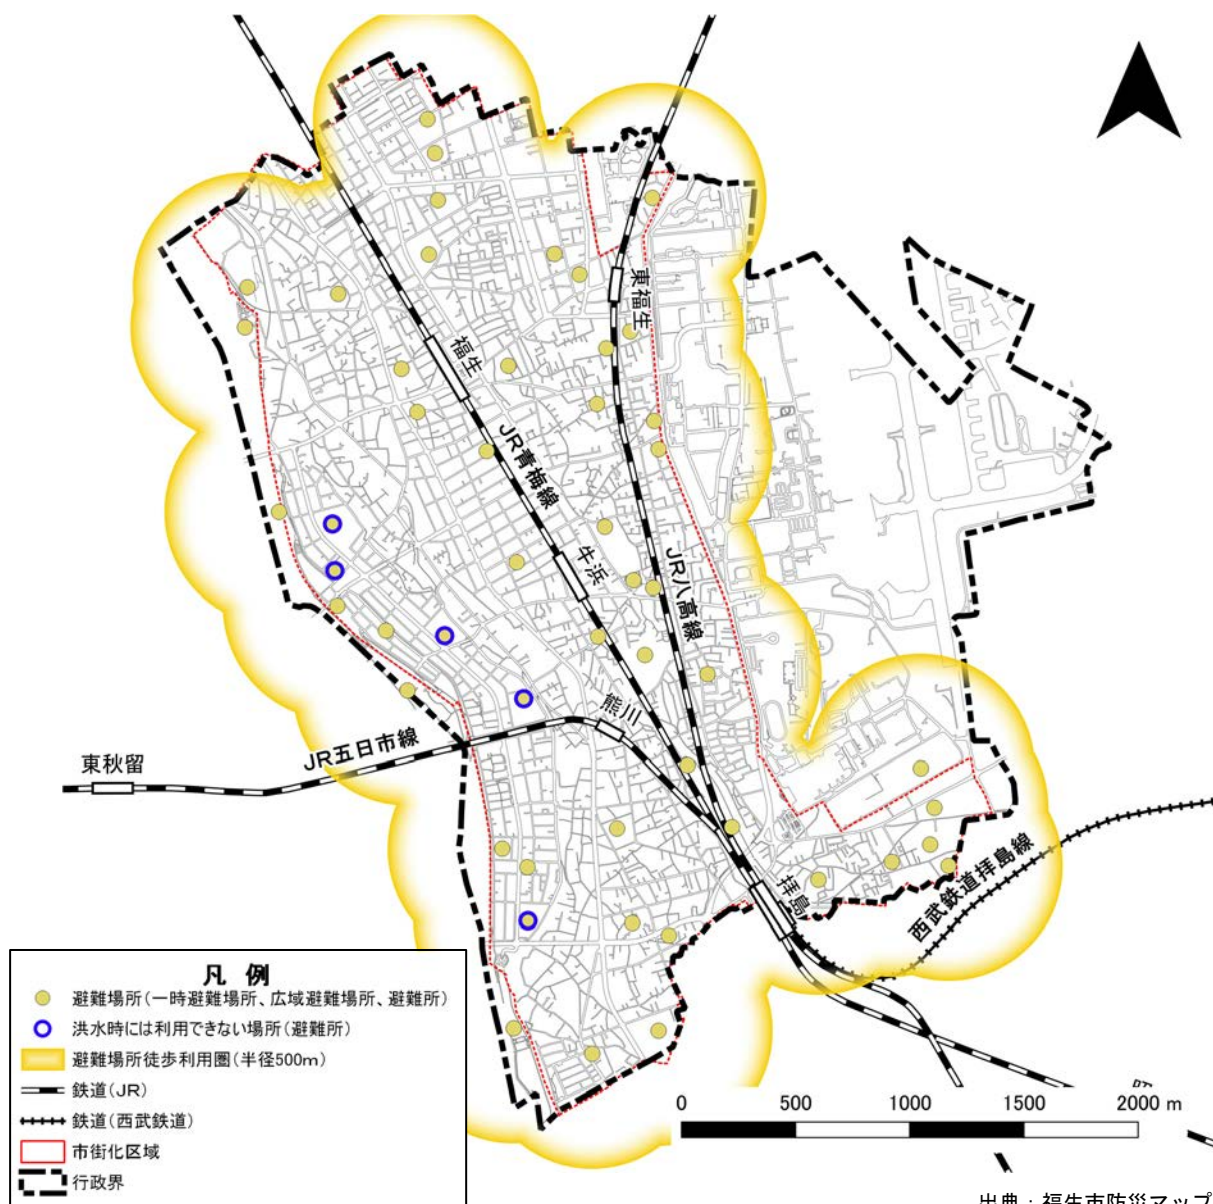 東福生
福生
JR青梅線
牛浜
JR八高線
熊川
JR五日市線
東秋留
拝島
西武鉄道拝島線
凡 例
避難場所(一時避難場所、広域避難場所、避難所)
洪水時には利用できない場所(避難所)
避難場所徒歩利用圏(半径500m)
鉄道(JR)
鉄道(西武鉄道)
市街化区域
行政界
0 500 1000 1500 2000 m
出典:福生市防災マップ